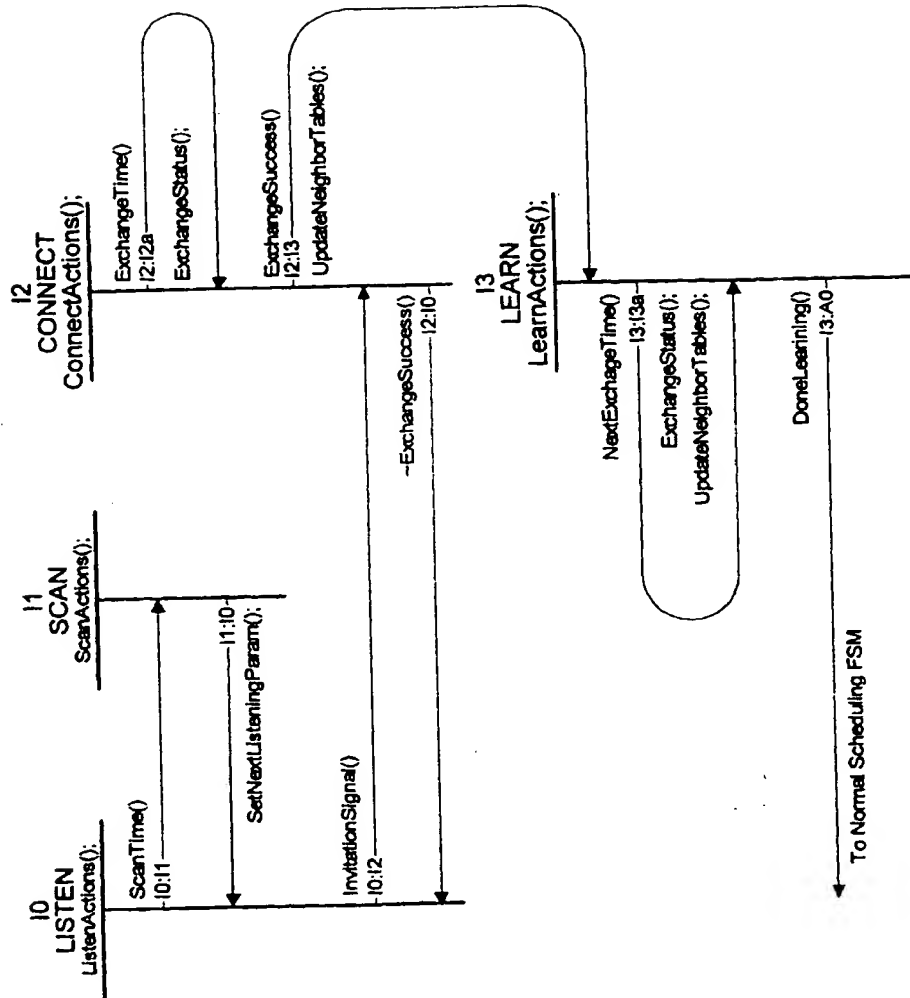 I0
LISTEN
ListenActions();
ScanTime()
I0:I1
I1:I0
SetNextListeningParam();
InvitationSignal()
I0:I2
~ExchangeSuccess()
I2:I0
I1
SCAN
ScanActions();
I2
CONNECT
ConnectActions();
ExchangeTime()
I2:I2a
ExchangeStatus();
ExchangeSuccess()
I2:I3
UpdateNeighborTables();
I3
LEARN
LearnActions();
NextExchageTime()
I3:I3a
ExchangeStatus();
UpdateNeighborTables();
DoneLearining()
I3:A0
To Normal Scheduling FSM